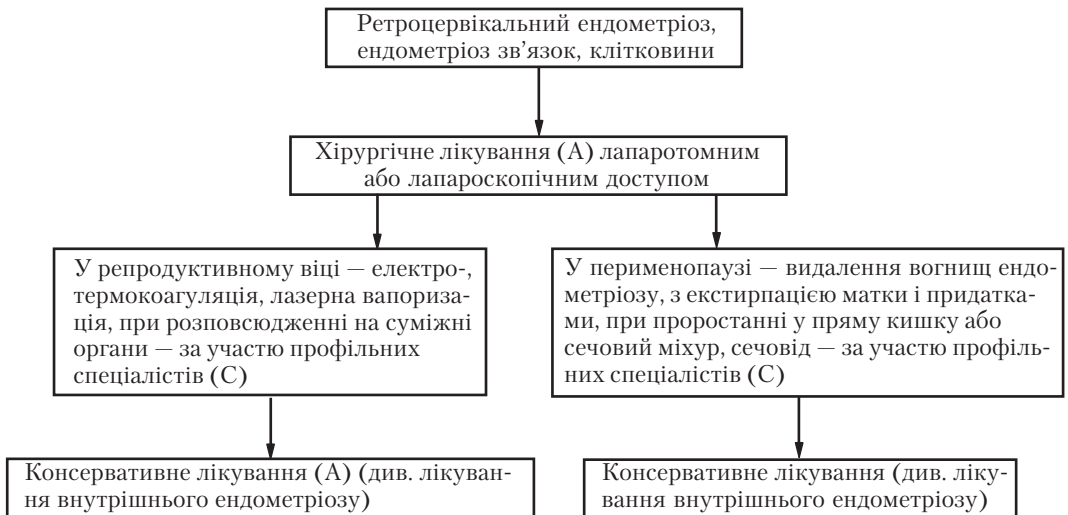 Ретроцервікальний ендометріоз,
ендометріоз зв’язок, клітковини
Хірургічне лікування (А) лапаротомним
або лапароскопічним доступом
У репродуктивному віці — електро-,
термокоагуляція, лазерна вапориза-
ція, при розповсюдженні на суміжні
органи — за участю профільних
спеціалістів (С)
У перименопаузі — видалення вогнищ ендо-
метріозу, з екстирпацією матки і придатка-
ми, при проростанні у пряму кишку або
сечовий міхур, сечовід — за участю профіль-
них спеціалістів (С)
Консервативне лікування (А) (див. лікуван-
ня внутрішнього ендометріозу)
Консервативне лікування (див. ліку-
вання внутрішнього ендометріозу)